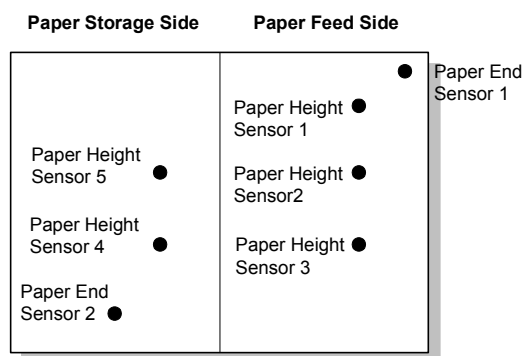 Paper Storage Side
Paper Feed Side
Paper End
Sensor 1
Paper Height
Sensor 1
Paper Height
Sensor 5
Paper Height
Sensor2
Paper Height
Sensor 4
Paper Height
Sensor 3
Paper End
Sensor 2